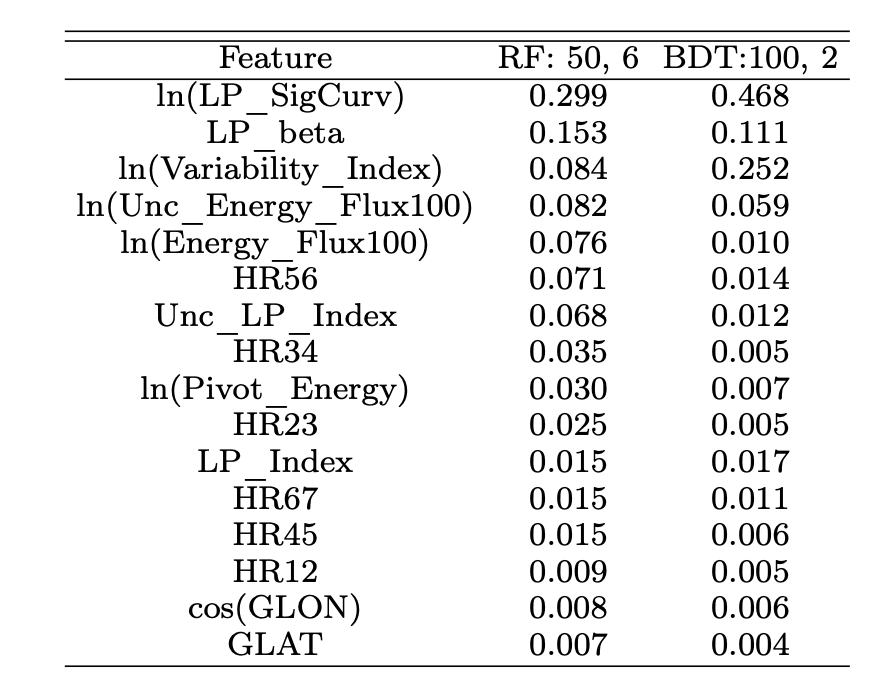 Feature RF: 50, 6 BDT:100, 2
ln(LP_SigCurv) 0.299 0.468
LP_beta 0.153 0.111
ln(Variability_Index) 0.084 0.252
ln(Unc_Energy_Flux100) 0.082 0.059
ln(Energy_Flux100) 0.076 0.010
HR56 0.071 0.014
Unc_LP_Index 0.068 0.012
HR34 0.035 0.005
ln(Pivot_Energy) 0.030 0.007
HR23 0.025 0.005
LP_Index 0.015 0.017
HR67 0.015 0.011
HR45 0.015 0.006
HR12 0.009 0.005
cos(GLON) 0.008 0.006
GLAT 0.007 0.004